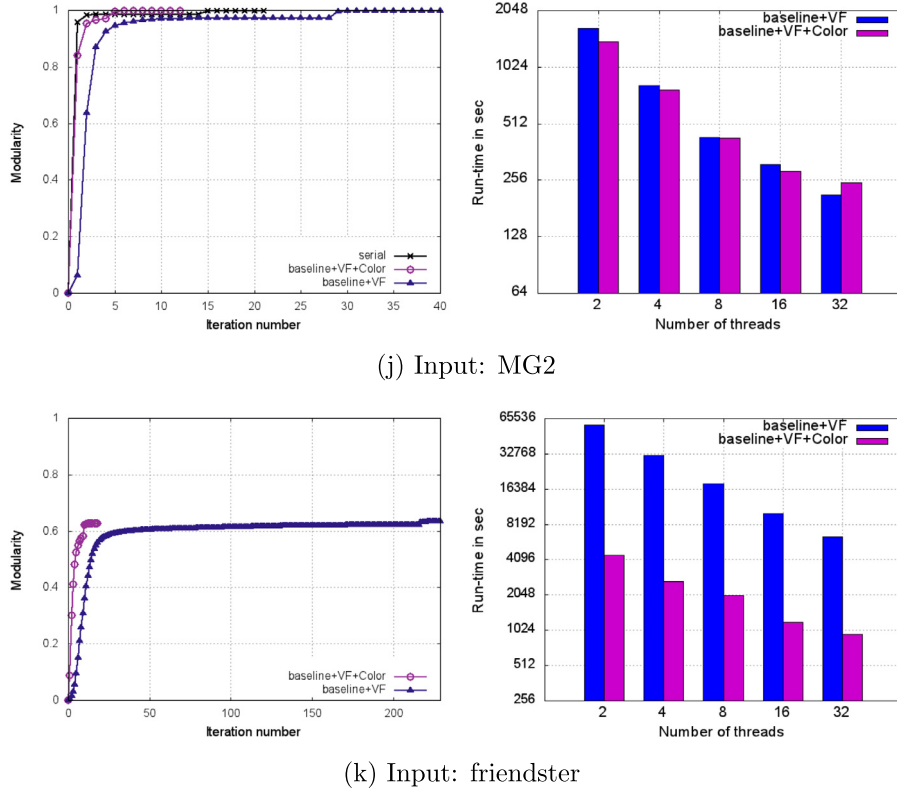 1
0.8
0.6
0.4
0.2
0
0 5 10 15 20 25 30 35 40
Modularity
Iteration number
serial
baseline+VF+Color
baseline+VF
2048
1024
512
256
128
64
2 4 8 16 32
Run-time in sec
Number of threads
baseline+VF
baseline+VF+Color
(j) Input: MG2
1
0.8
0.6
0.4
0.2
0
0 50 100 150 200
Modularity
Iteration number
baseline+VF+Color
baseline+VF
65536
32768
16384
8192
4096
2048
1024
512
256
2 4 8 16 32
Run-time in sec
Number of threads
baseline+VF
baseline+VF+Color
(k) Input: friendster